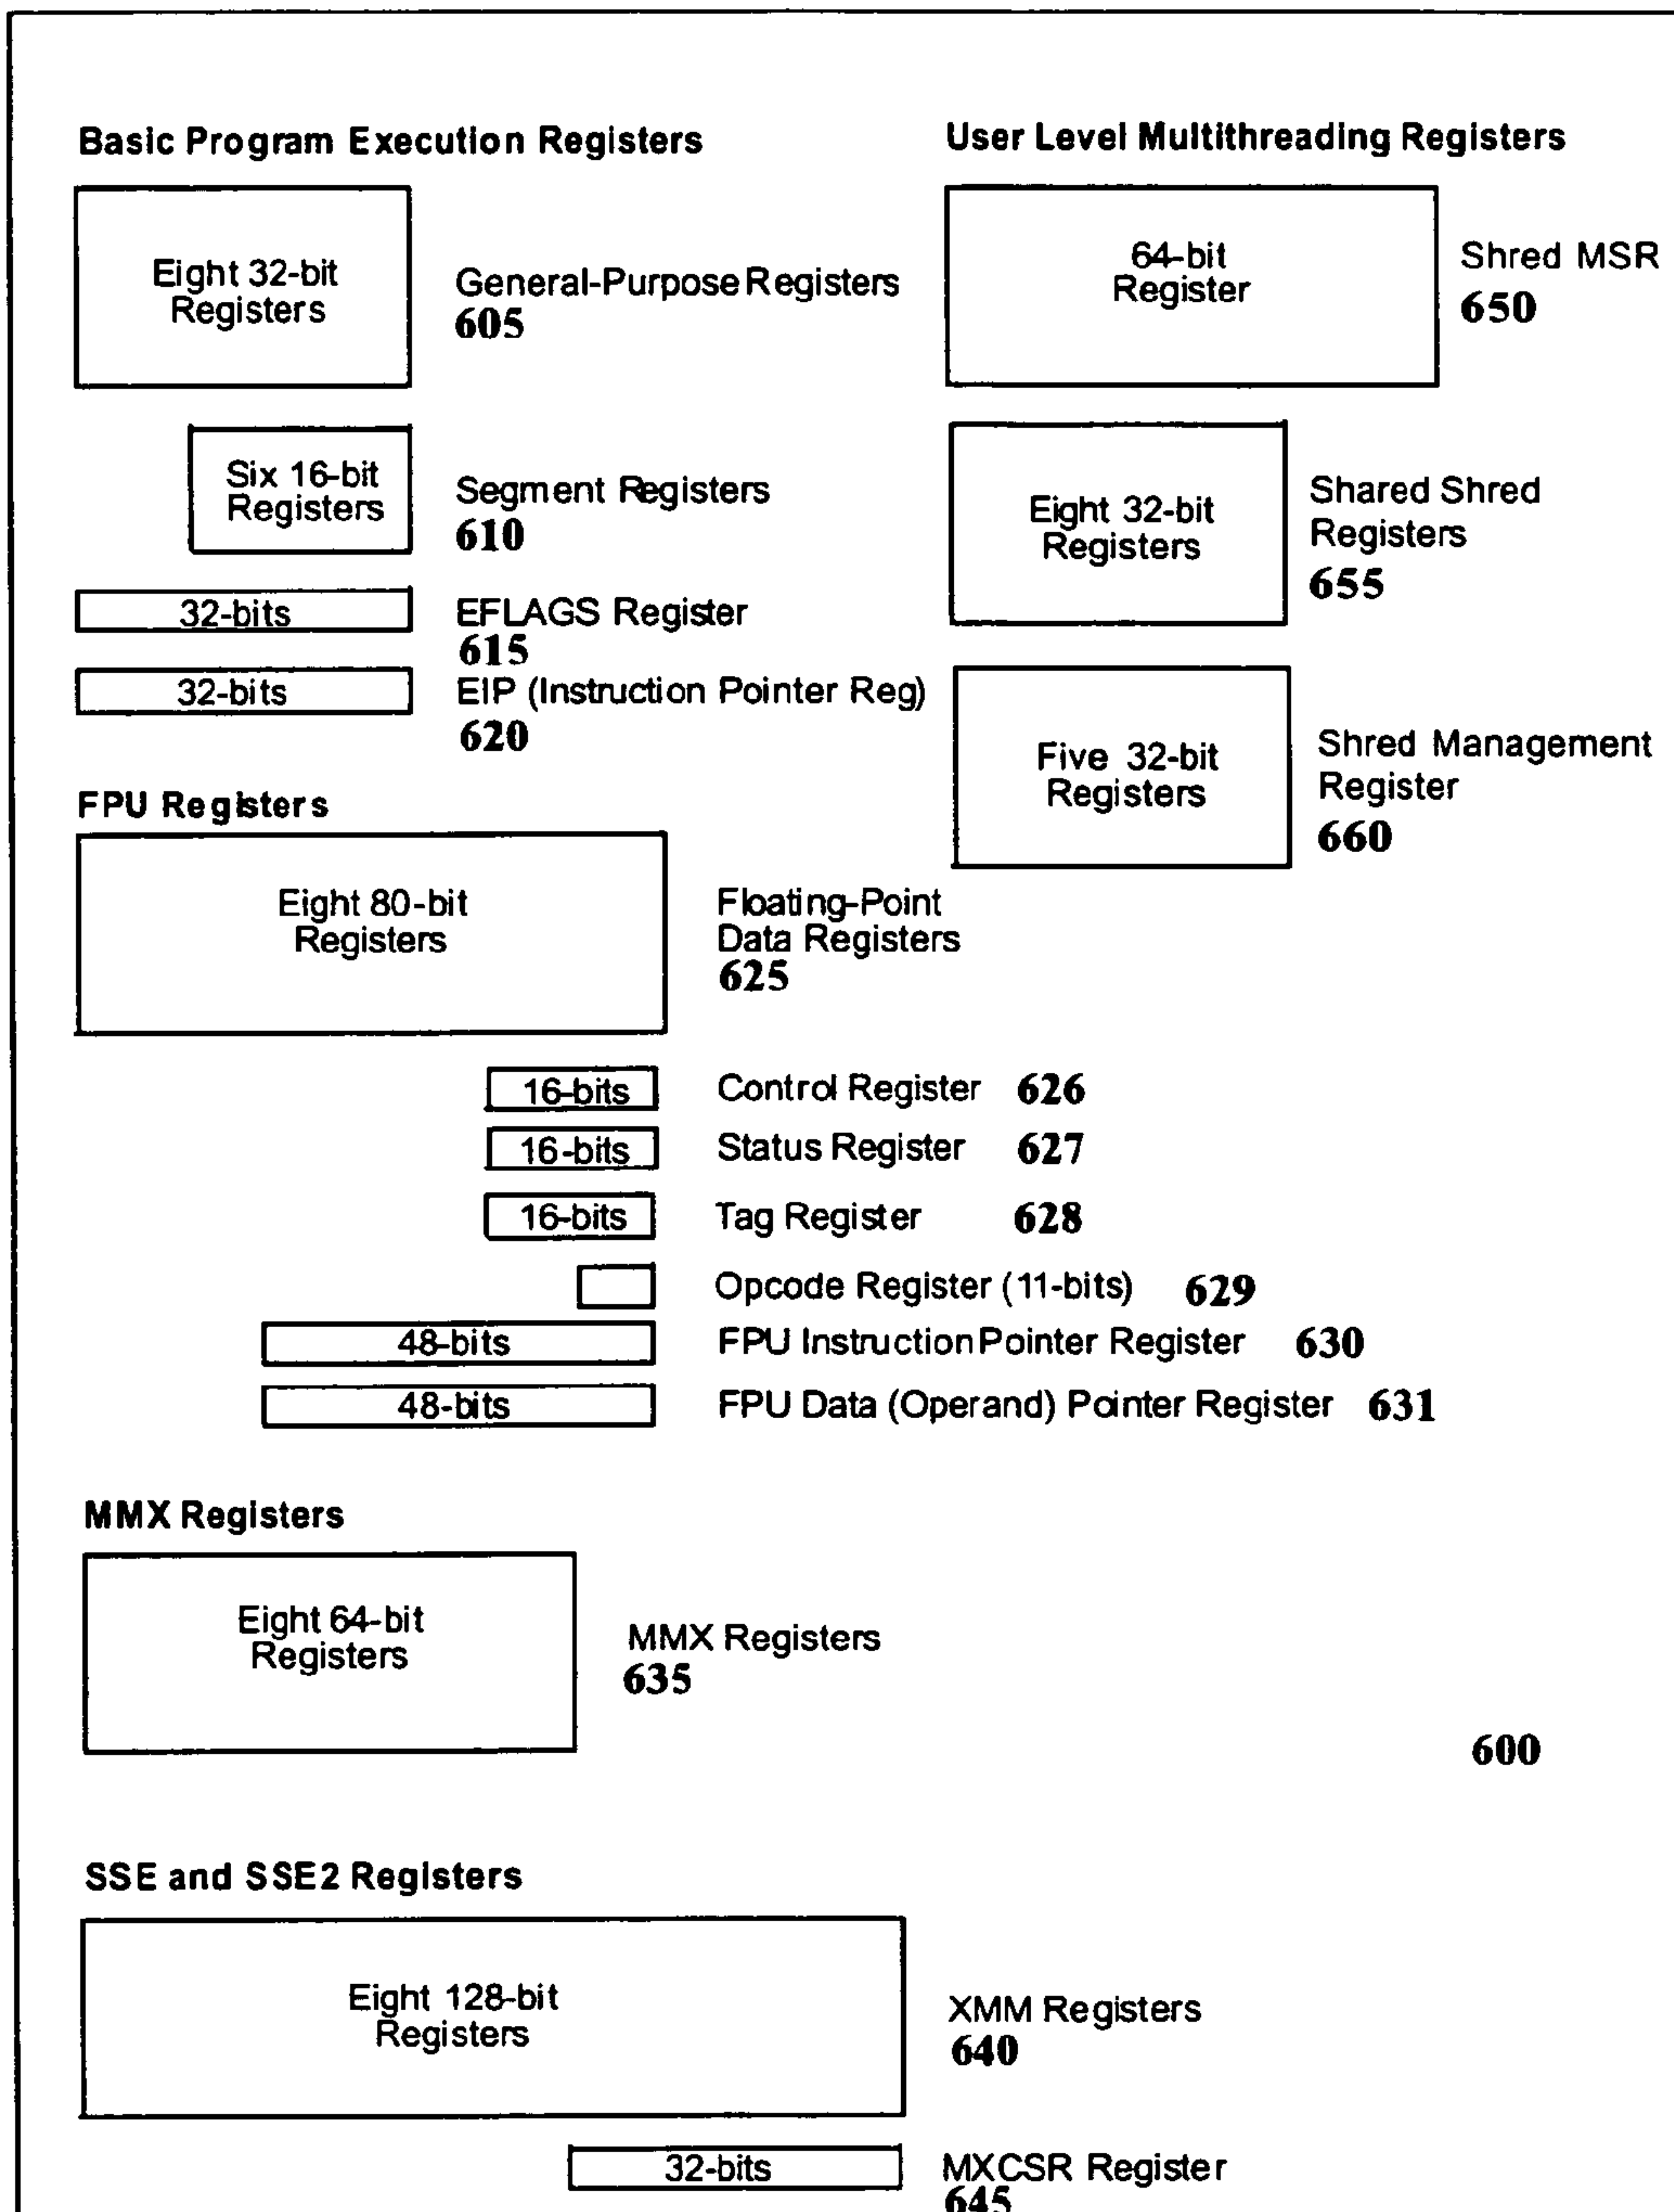 Basic Program Execution Registers
Eight 32-bit
Registers
General-Purpose Registers
605
Six 16-bit
Registers
Segment Registers
610
32-bits
EFLAGS Register
615
32-bits
EIP (Instruction Pointer Reg)
620
User Level Multithreading Registers
64-bit
Register
Shred MSR
650
Eight 32-bit
Registers
Shared Shred
Registers
655
Five 32-bit
Registers
Shred Management
Register
660
FPU Registers
Eight 80-bit
Registers
Floating-Point
Data Registers
625
16-bits
Control Register 626
16-bits
Status Register 627
16-bits
Tag Register 628
Opcode Register (11-bits) 629
48-bits
FPU Instruction Pointer Register 630
48-bits
FPU Data (Operand) Pointer Register 631
MMX Registers
Eight 64-bit
Registers
MMX Registers
635
600
SSE and SSE2 Registers
Eight 128-bit
Registers
XMM Registers
640
32-bits
MXCSR Register
645